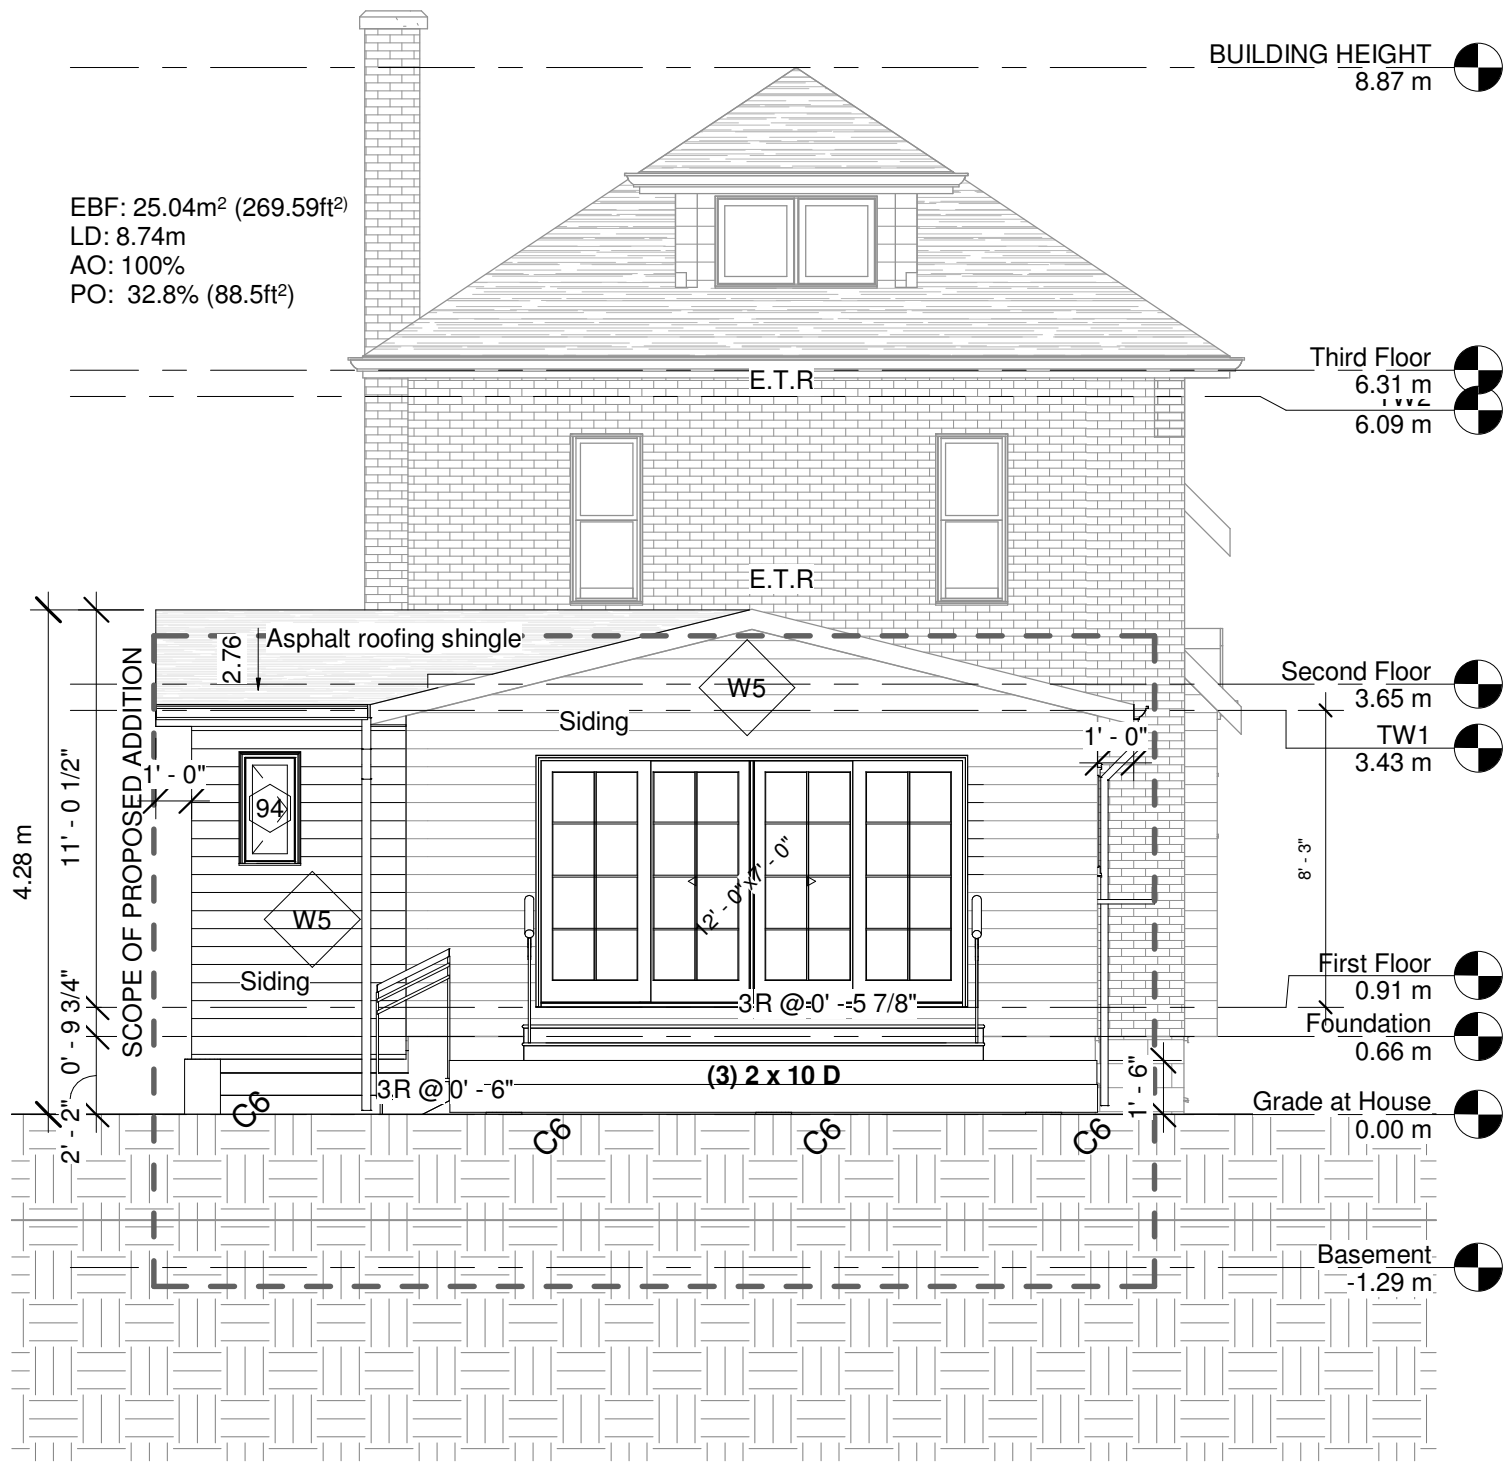 BUILDING HEIGHT
8.87 m
EBF: 25.04m² (269.59ft²)
LD: 8.74m
AO: 100%
PO: 32.8% (88.5ft²)
Third Floor
6.31 m
E.T.R
TW2
6.09 m
E.T.R
Asphalt roofing shingle
2.76
Second Floor
3.65 m
W5
Siding
TW1
3.43 m
1' - 0"
1' - 0"
SCOPE OF PROPOSED ADDITION
4.28 m
11' - 0 1/2"
94
12' - 0"x7' - 0"
8' - 3"
W5
Siding
First Floor
0.91 m
0' - 9 3/4"
3R @ 0' - 5 7/8"
Foundation
0.66 m
(3) 2 x 10 D
3R @ 0' - 6"
1' - 6"
2' - 2"
Grade at House
0.00 m
C6
C6
C6
C6
Basement
-1.29 m